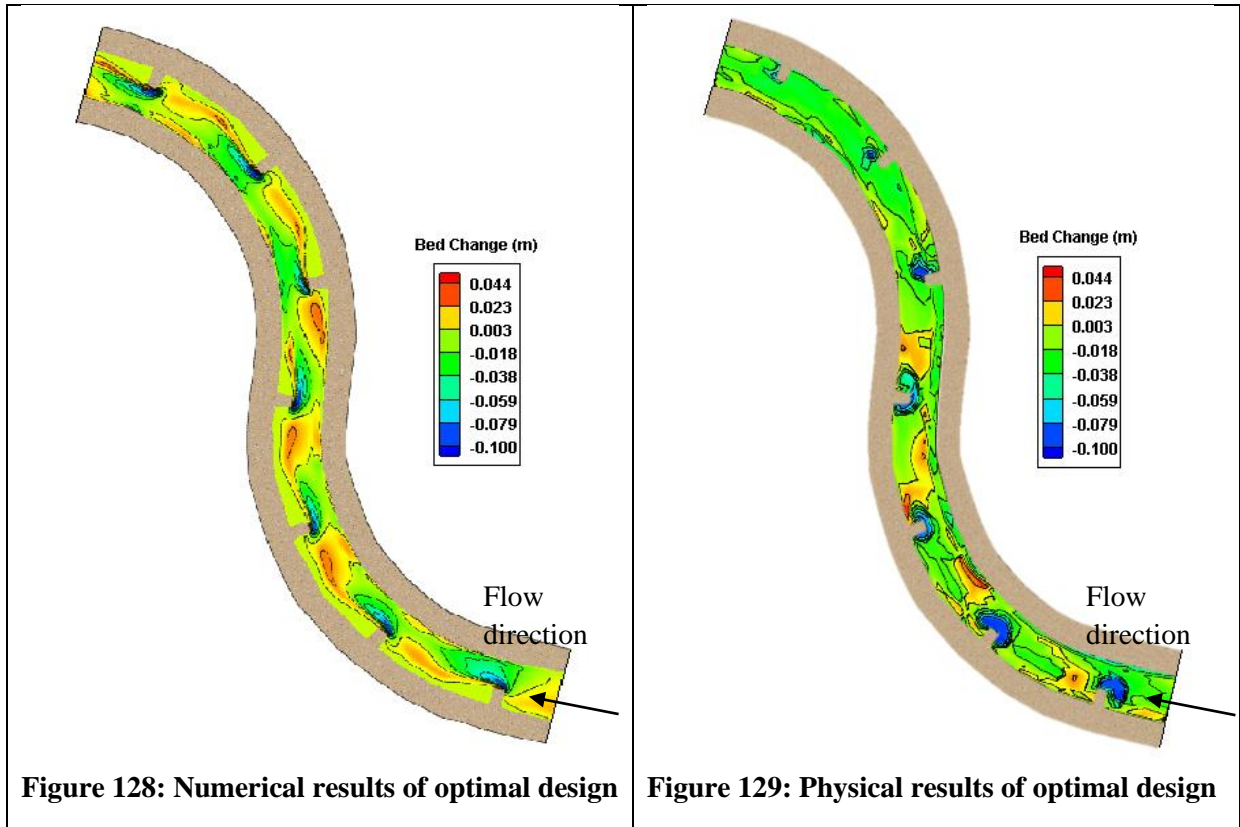 Bed Change (m)
0.044
0.023
0.003
-0.018
-0.038
-0.059
-0.079
-0.100
Flow
direction
Figure 128: Numerical results of optimal design
Bed Change (m)
0.044
0.023
0.003
-0.018
-0.038
-0.059
-0.079
-0.100
Flow
direction
Figure 129: Physical results of optimal design